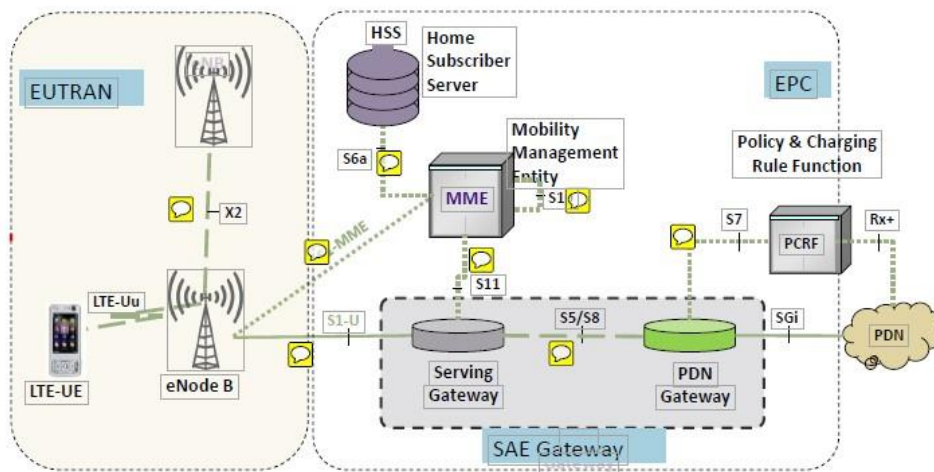 HSS
Home
Subscriber
Server
EUTRAN
EPC
S6a
Mobility
Management
Entity
MME
S1
Policy & Charging
Rule Function
X2
-MME
S7
PCRF
Rx+
S11
LTE-Uu
S1-U
S5/S8
SGi
PDN
LTE-UE
eNode B
Serving
Gateway
PDN
Gateway
SAE Gateway